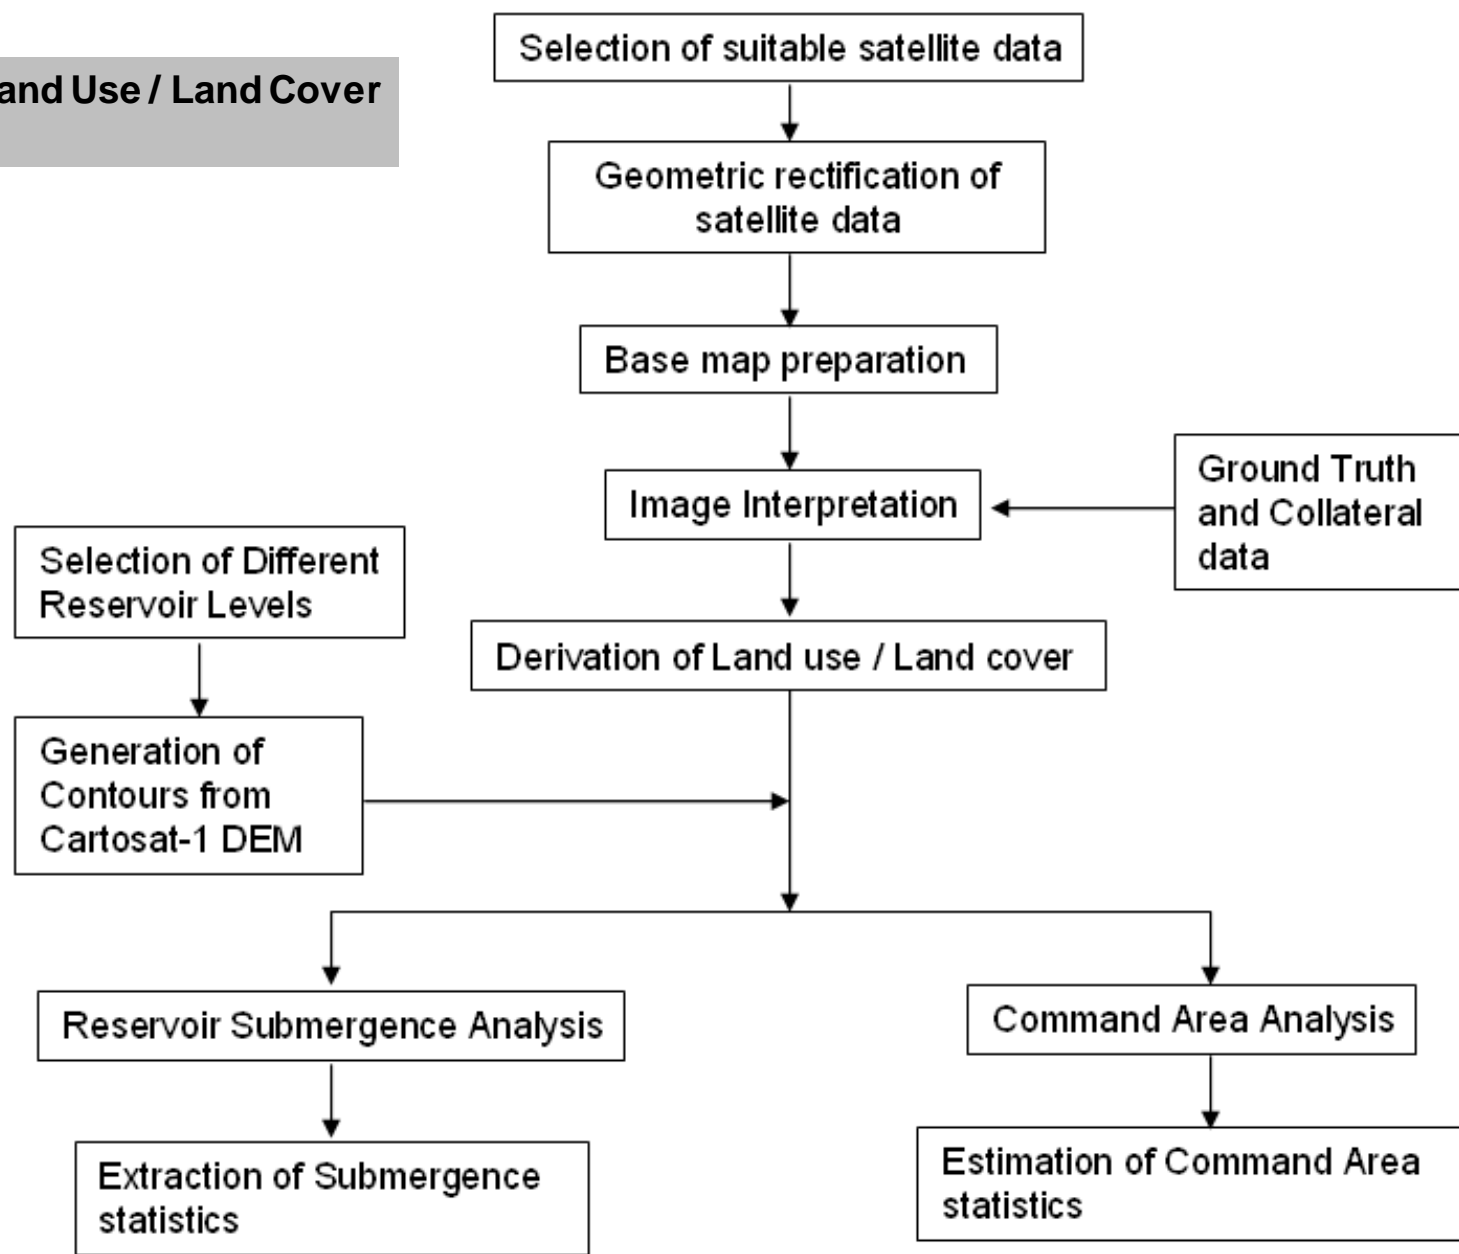 Selection of suitable satellite data
and Use / Land Cover
Geometric rectification of
satellite data
Base map preparation
Image Interpretation
Ground Truth
and Collateral
data
Selection of Different
Reservoir Levels
Derivation of Land use / Land cover
Generation of
Contours from
Cartosat-1 DEM
Reservoir Submergence Analysis
Command Area Analysis
Extraction of Submergence
statistics
Estimation of Command Area
statistics